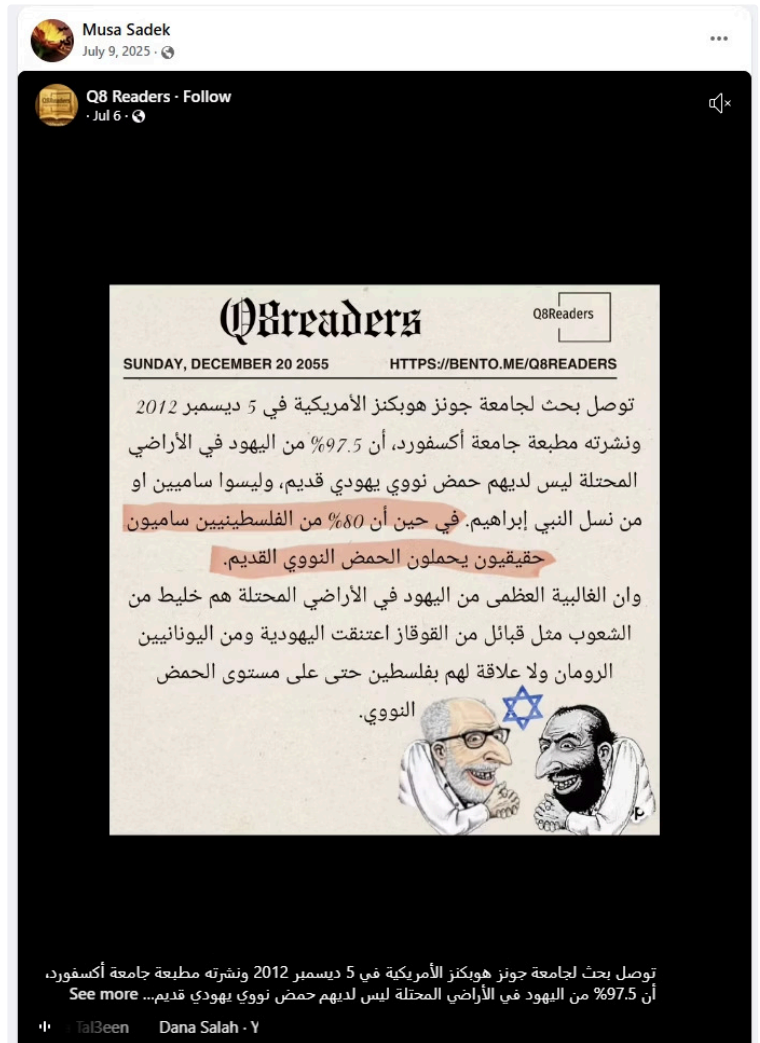 Musa Sadek
July 9, 2025 ·
Q8 Readers · Follow
· Jul 6 ·
Q8readers
Q8Readers
SUNDAY, DECEMBER 20 2055 HTTPS://BENTO.ME/Q8READERS
توصل بحث لجامعة جونز هوبكنز الأمريكية في 5 ديسمبر 2012
ونشرته مطبعة جامعة أكسفورد، أن 97.5% من اليهود في الأراضي
المحتلة ليس لديهم حمض نووي يهودي قديم، وليسوا ساميين او
من نسل النبي إبراهيم. في حين أن 80% من الفلسطينيين ساميون
حقيقيون يحملون الحمض النووي القديم.
وان الغالبية العظمى من اليهود في الأراضي المحتلة هم خليط من
الشعوب مثل قبائل من القوقاز اعتنقت اليهودية ومن اليونانيين
الرومان ولا علاقة لهم بفلسطين حتى على مستوى الحمض
النووي.
توصل بحث لجامعة جونز هوبكنز الأمريكية في 5 ديسمبر 2012 ونشرته مطبعة جامعة أكسفورد،
أن 97.5% من اليهود في الأراضي المحتلة ليس لديهم حمض نووي يهودي قديم... See more
Tal3een Dana Salah · Y